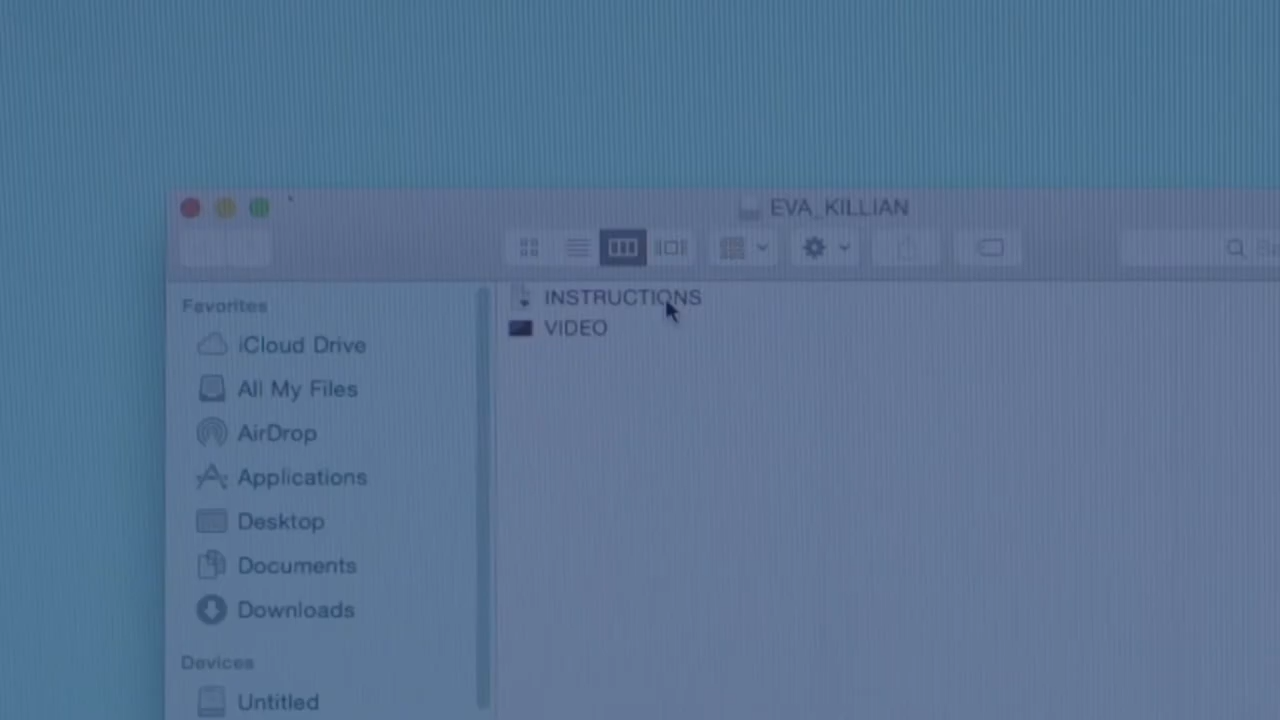 EVA_KILLIAN
Favorites
INSTRUCTIONS
VIDEO
iCloud Drive
All My Files
AirDrop
Applications
Desktop
Documents
Downloads
Devices
Untitled